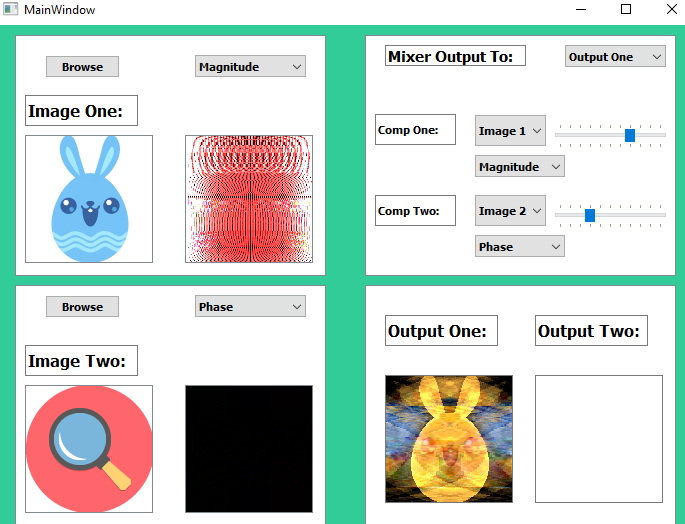 MainWindow
Browse
Magnitude
Image One:
Mixer Output To:
Output One
Comp One:
Image 1
Magnitude
Comp Two:
Image 2
Phase
Browse
Phase
Image Two:
Output One:
Output Two: